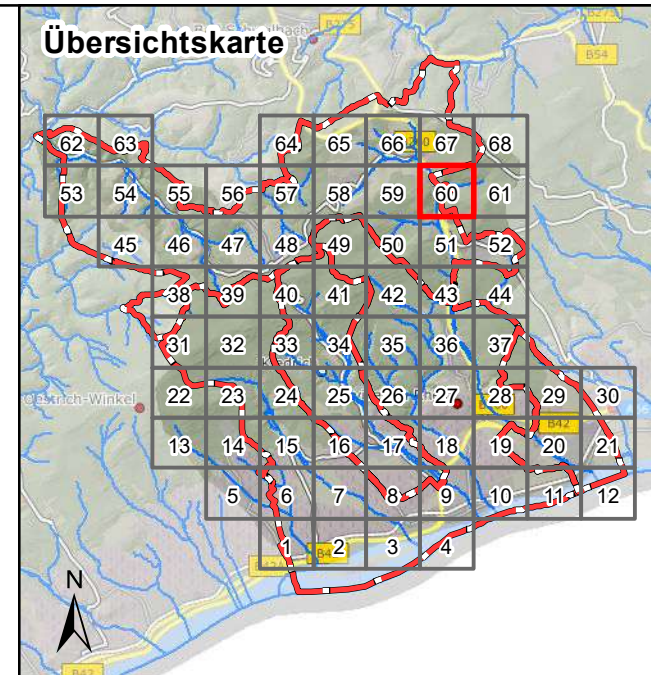 Übersichtskarte
B275
B54
62 63 64 65 66 67 68
53 54 55 56 57 58 59 60 61
45 46 47 48 49 50 51 52
38 39 40 41 42 43 44
31 32 33 34 35 36 37
22 23 24 25 26 27 28 29 30
B42
13 14 15 16 17 18 19 20 21
5 6 7 8 9 10 11 12
1 2 3 4
N
B42